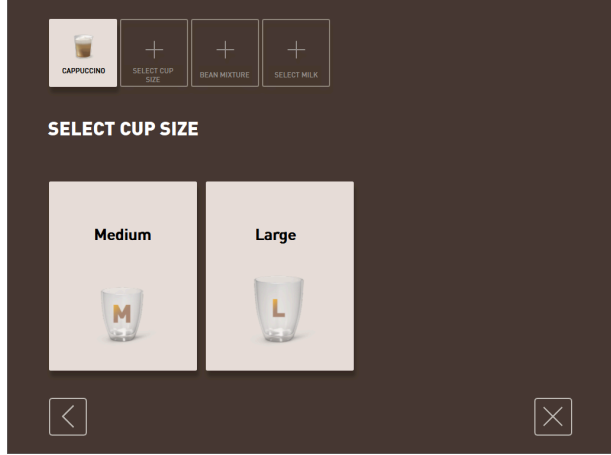 CAPPUCCINO
SELECT CUP
SIZE
BEAN MIXTURE
SELECT MILK
SELECT CUP SIZE
Medium
Large
M
L